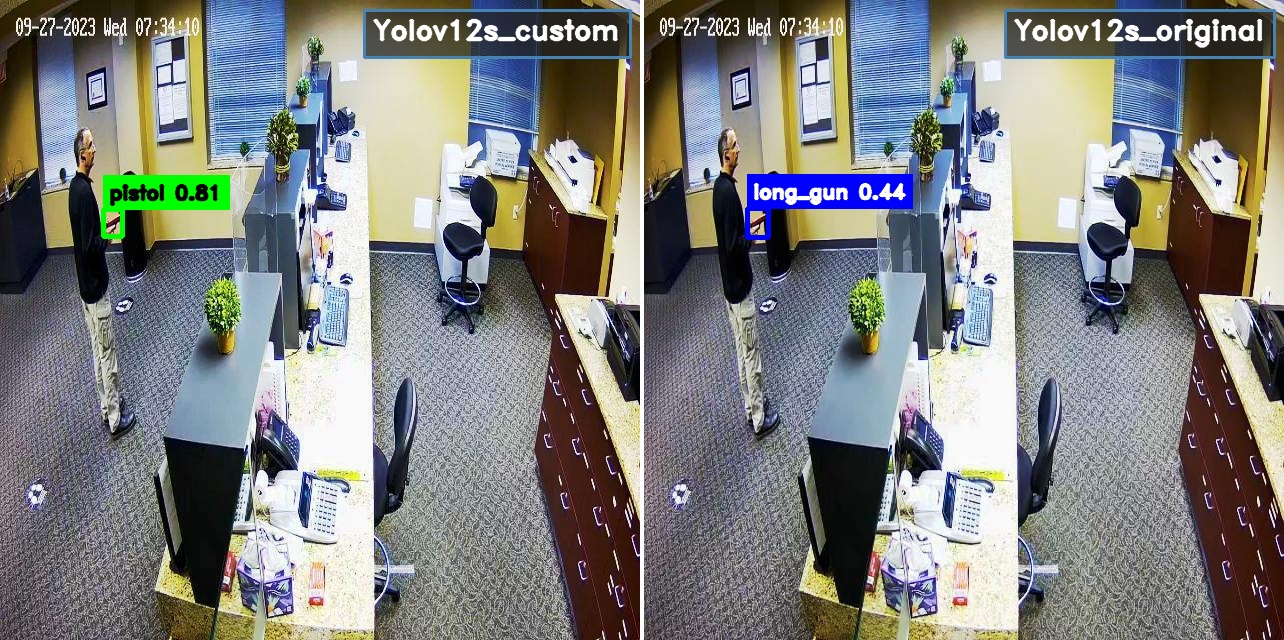 09-27-2023 Wed 07:34:10
Yolov12s_custom
pistol 0.81
09-27-2023 Wed 07:34:10
Yolov12s_original
long_gun 0.44